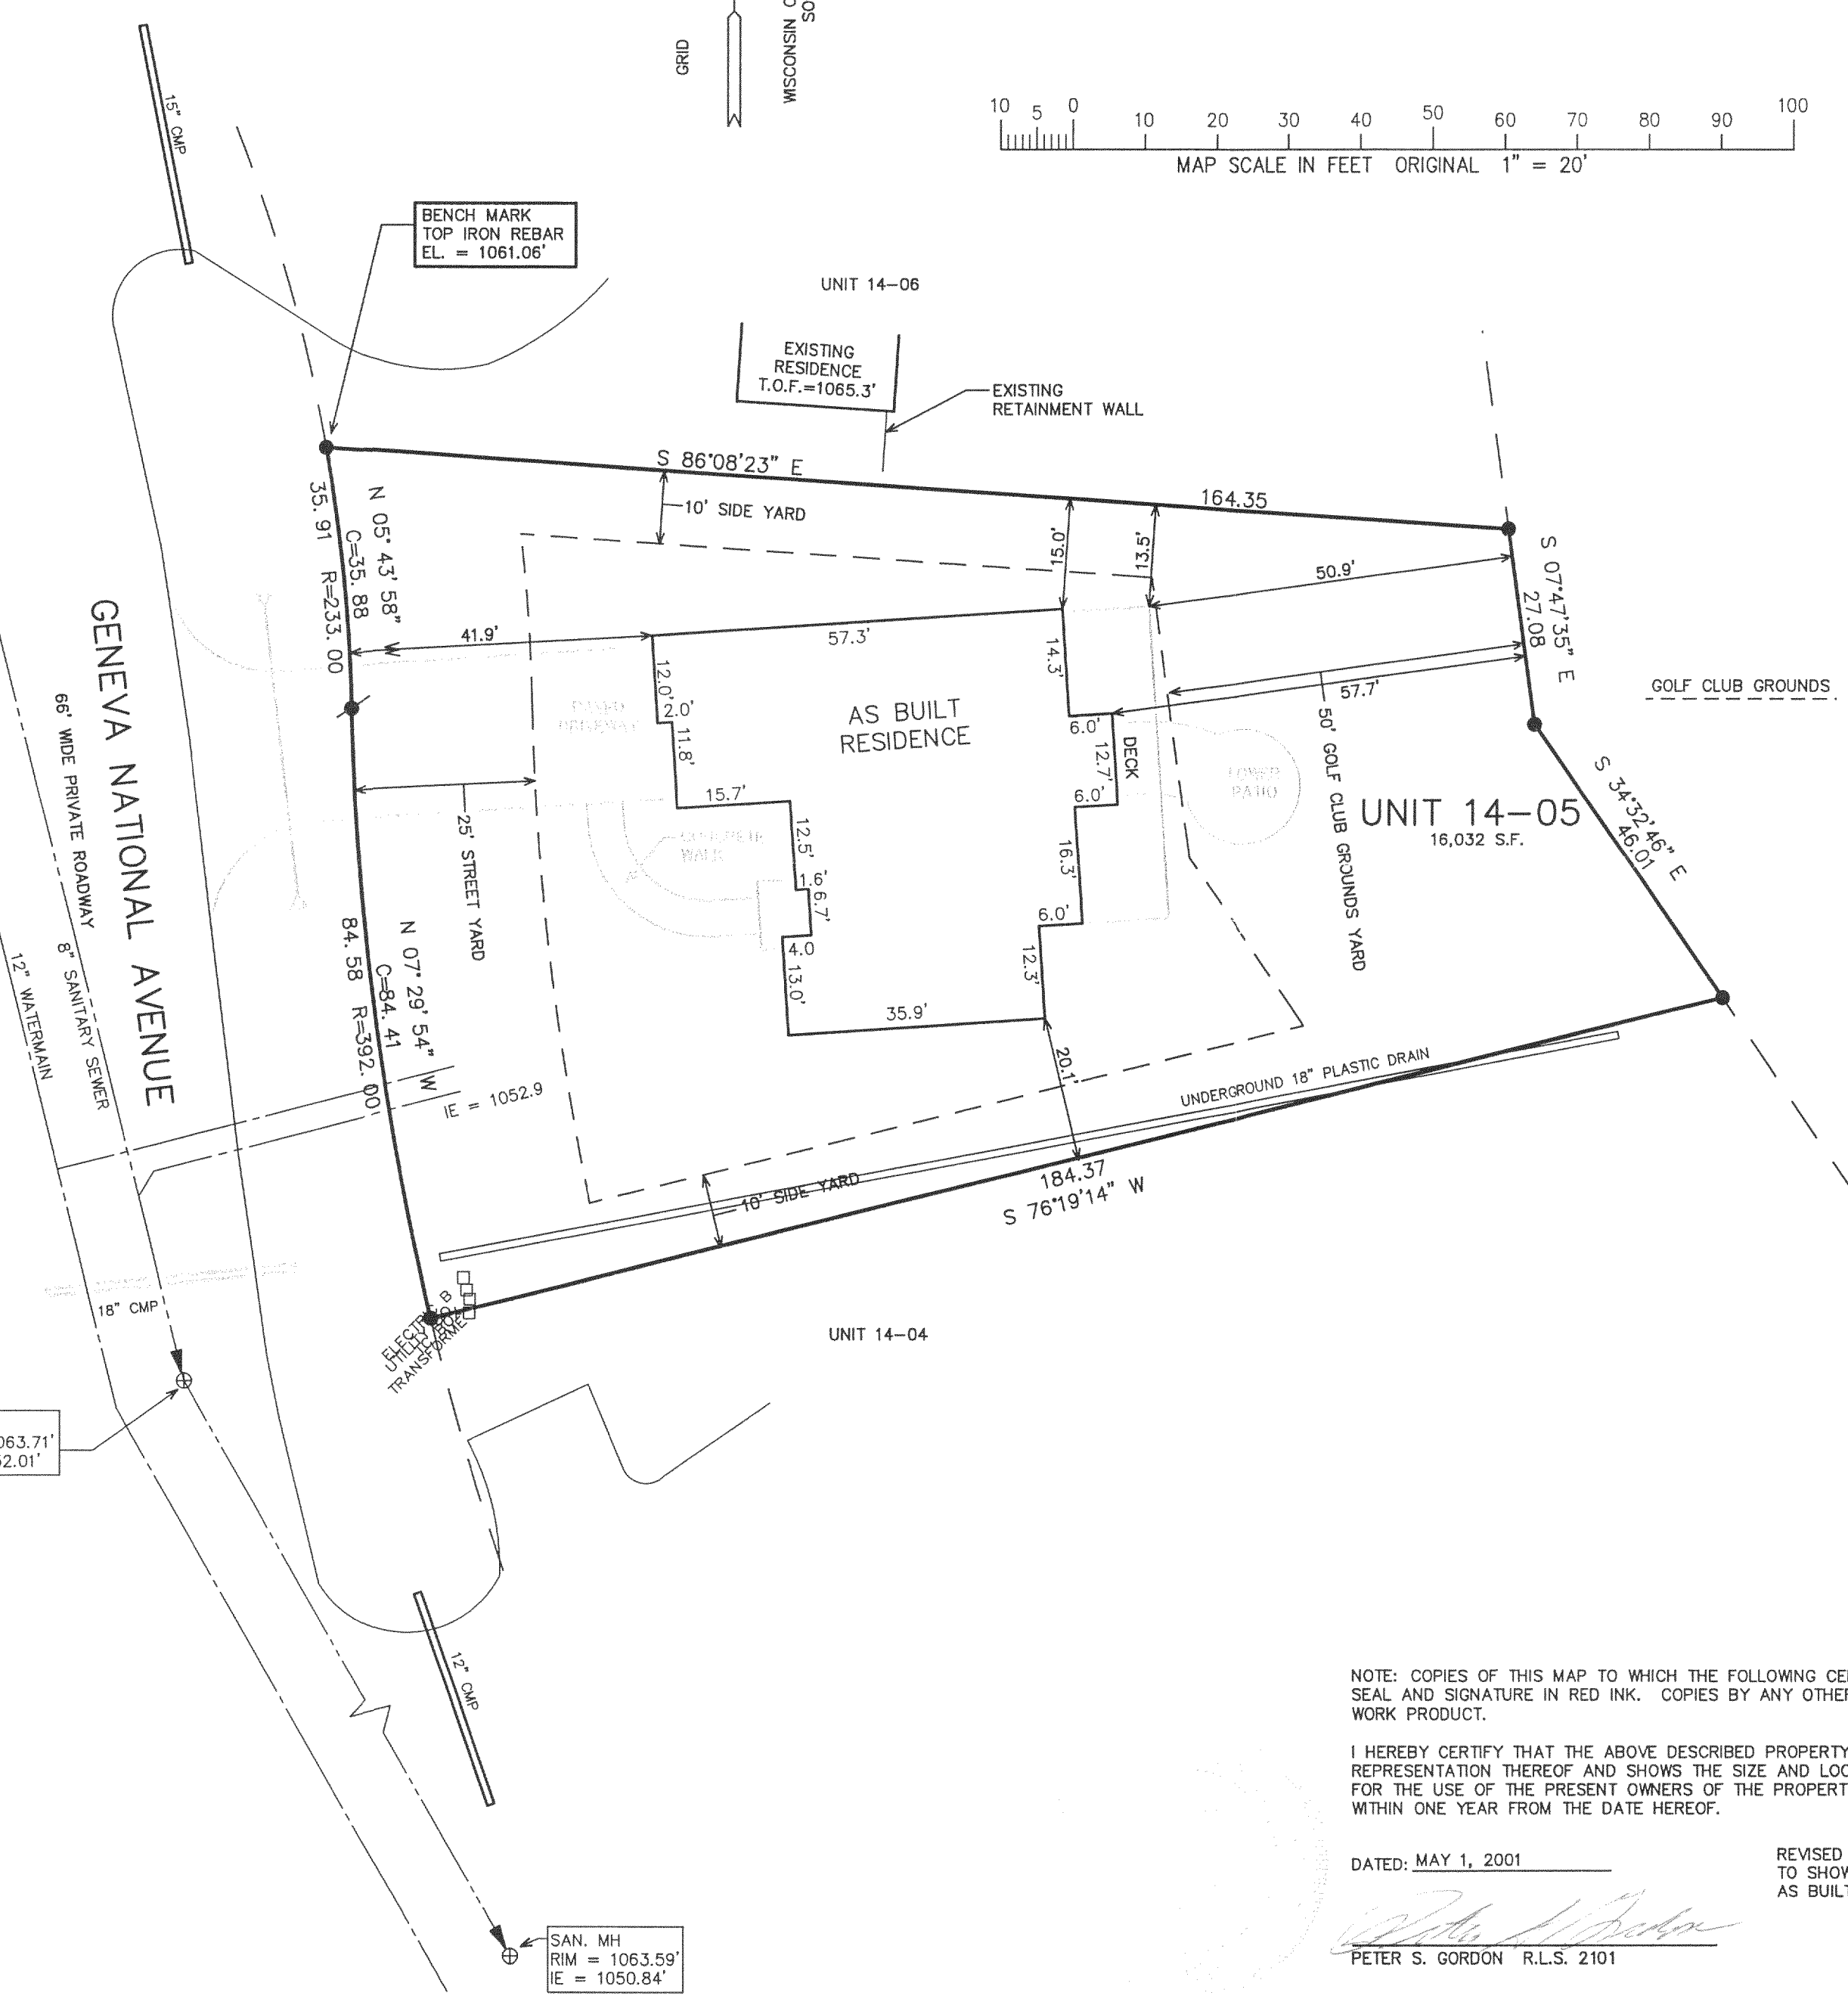 GRID
WISCONSIN
10 5 0 10 20 30 40 50 60 70 80 90 100
MAP SCALE IN FEET ORIGINAL 1" = 20'
15" CMP
BENCH MARK
TOP IRON REBAR
EL. = 1061.06'
UNIT 14-06
EXISTING
RESIDENCE
T.O.F.=1065.3'
EXISTING
RETAINMENT WALL
S 86°08'23" E
164.35
10' SIDE YARD
15.0'
13.5'
50.9'
S 07°47'35" E
27.08
N 05° 43' 58"
C=35. 88
35. 91 R=233. 00
41.9'
57.3'
12.0'
2.0'
11.8'
15.7'
12.5'
1.6'
6.7'
4.0
13.0'
35.9'
14.3'
6.0'
12.7'
DECK
6.0'
16.3'
6.0'
12.3'
20.1'
57.7'
AS BUILT
RESIDENCE
PAVED
DRIVEWAY
CONCRETE
WALK
LOWER
PATIO
50' GOLF CLUB GROUNDS YARD
GOLF CLUB GROUNDS
UNIT 14-05
16,032 S.F.
S 34°32'46" E
46.01
25' STREET YARD
GENEVA NATIONAL AVENUE
66' WIDE PRIVATE ROADWAY
8" SANITARY SEWER
12" WATERMAIN
N 07° 29' 54" W
C=84. 41
84. 58 R=392. 00
IE = 1052.9
UNDERGROUND 18" PLASTIC DRAIN
10' SIDE YARD
184.37
S 76°19'14" W
18" CMP
UNIT 14-04
063.71'
2.01'
12" CMP
SAN. MH
RIM = 1063.59'
IE = 1050.84'
NOTE: COPIES OF THIS MAP TO WHICH THE FOLLOWING
SEAL AND SIGNATURE IN RED INK. COPIES BY ANY OTHER
WORK PRODUCT.
I HEREBY CERTIFY THAT THE ABOVE DESCRIBED PROPERTY
REPRESENTATION THEREOF AND SHOWS THE SIZE AND
FOR THE USE OF THE PRESENT OWNERS OF THE
WITHIN ONE YEAR FROM THE DATE HEREOF.
DATED: MAY 1, 2001
REVISED
TO SHOW
AS BUILT
PETER S. GORDON R.L.S. 2101